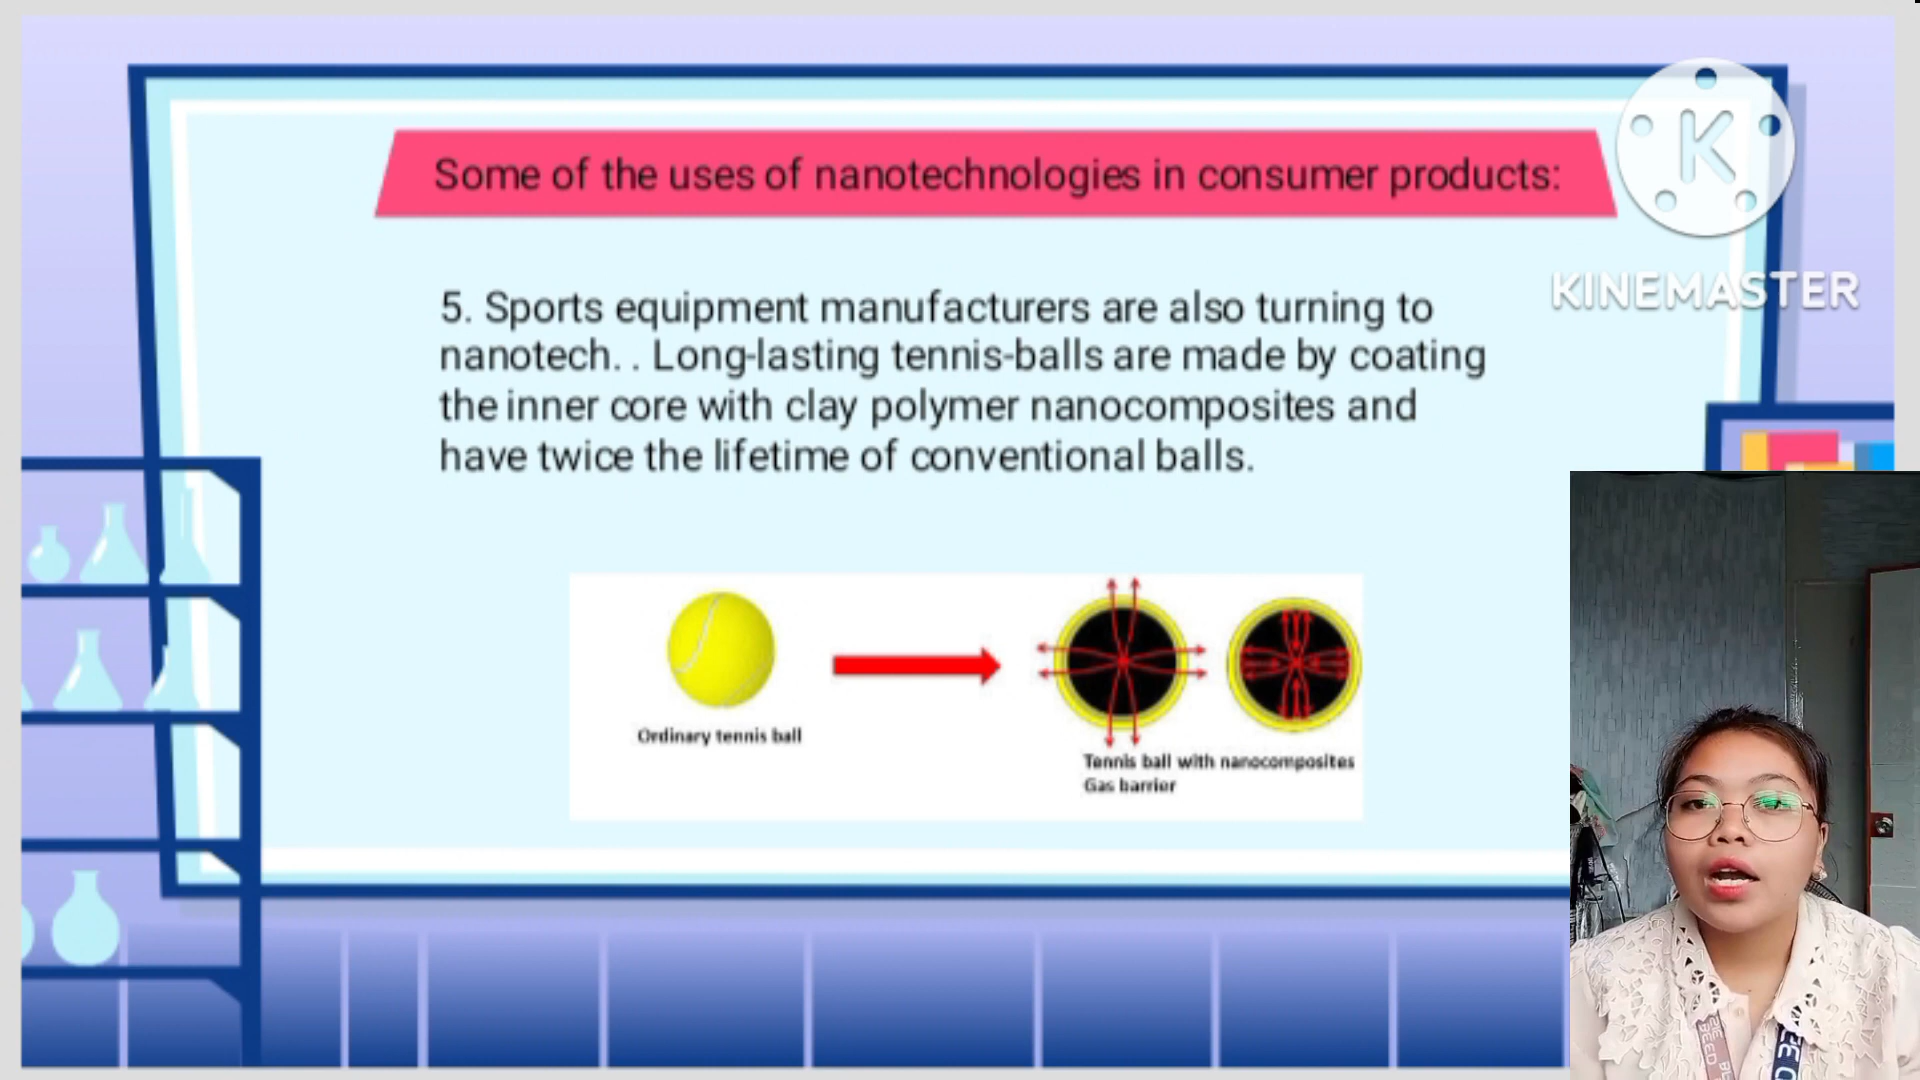 Some of the uses of nanotechnologies in consumer products:
K
KINEMASTER
5. Sports equipment manufacturers are also turning to
nanotech. . Long-lasting tennis-balls are made by coating
the inner core with clay polymer nanocomposites and
have twice the lifetime of conventional balls.
Ordinary tennis ball
Tennis ball with nanocomposites
Gas barrier